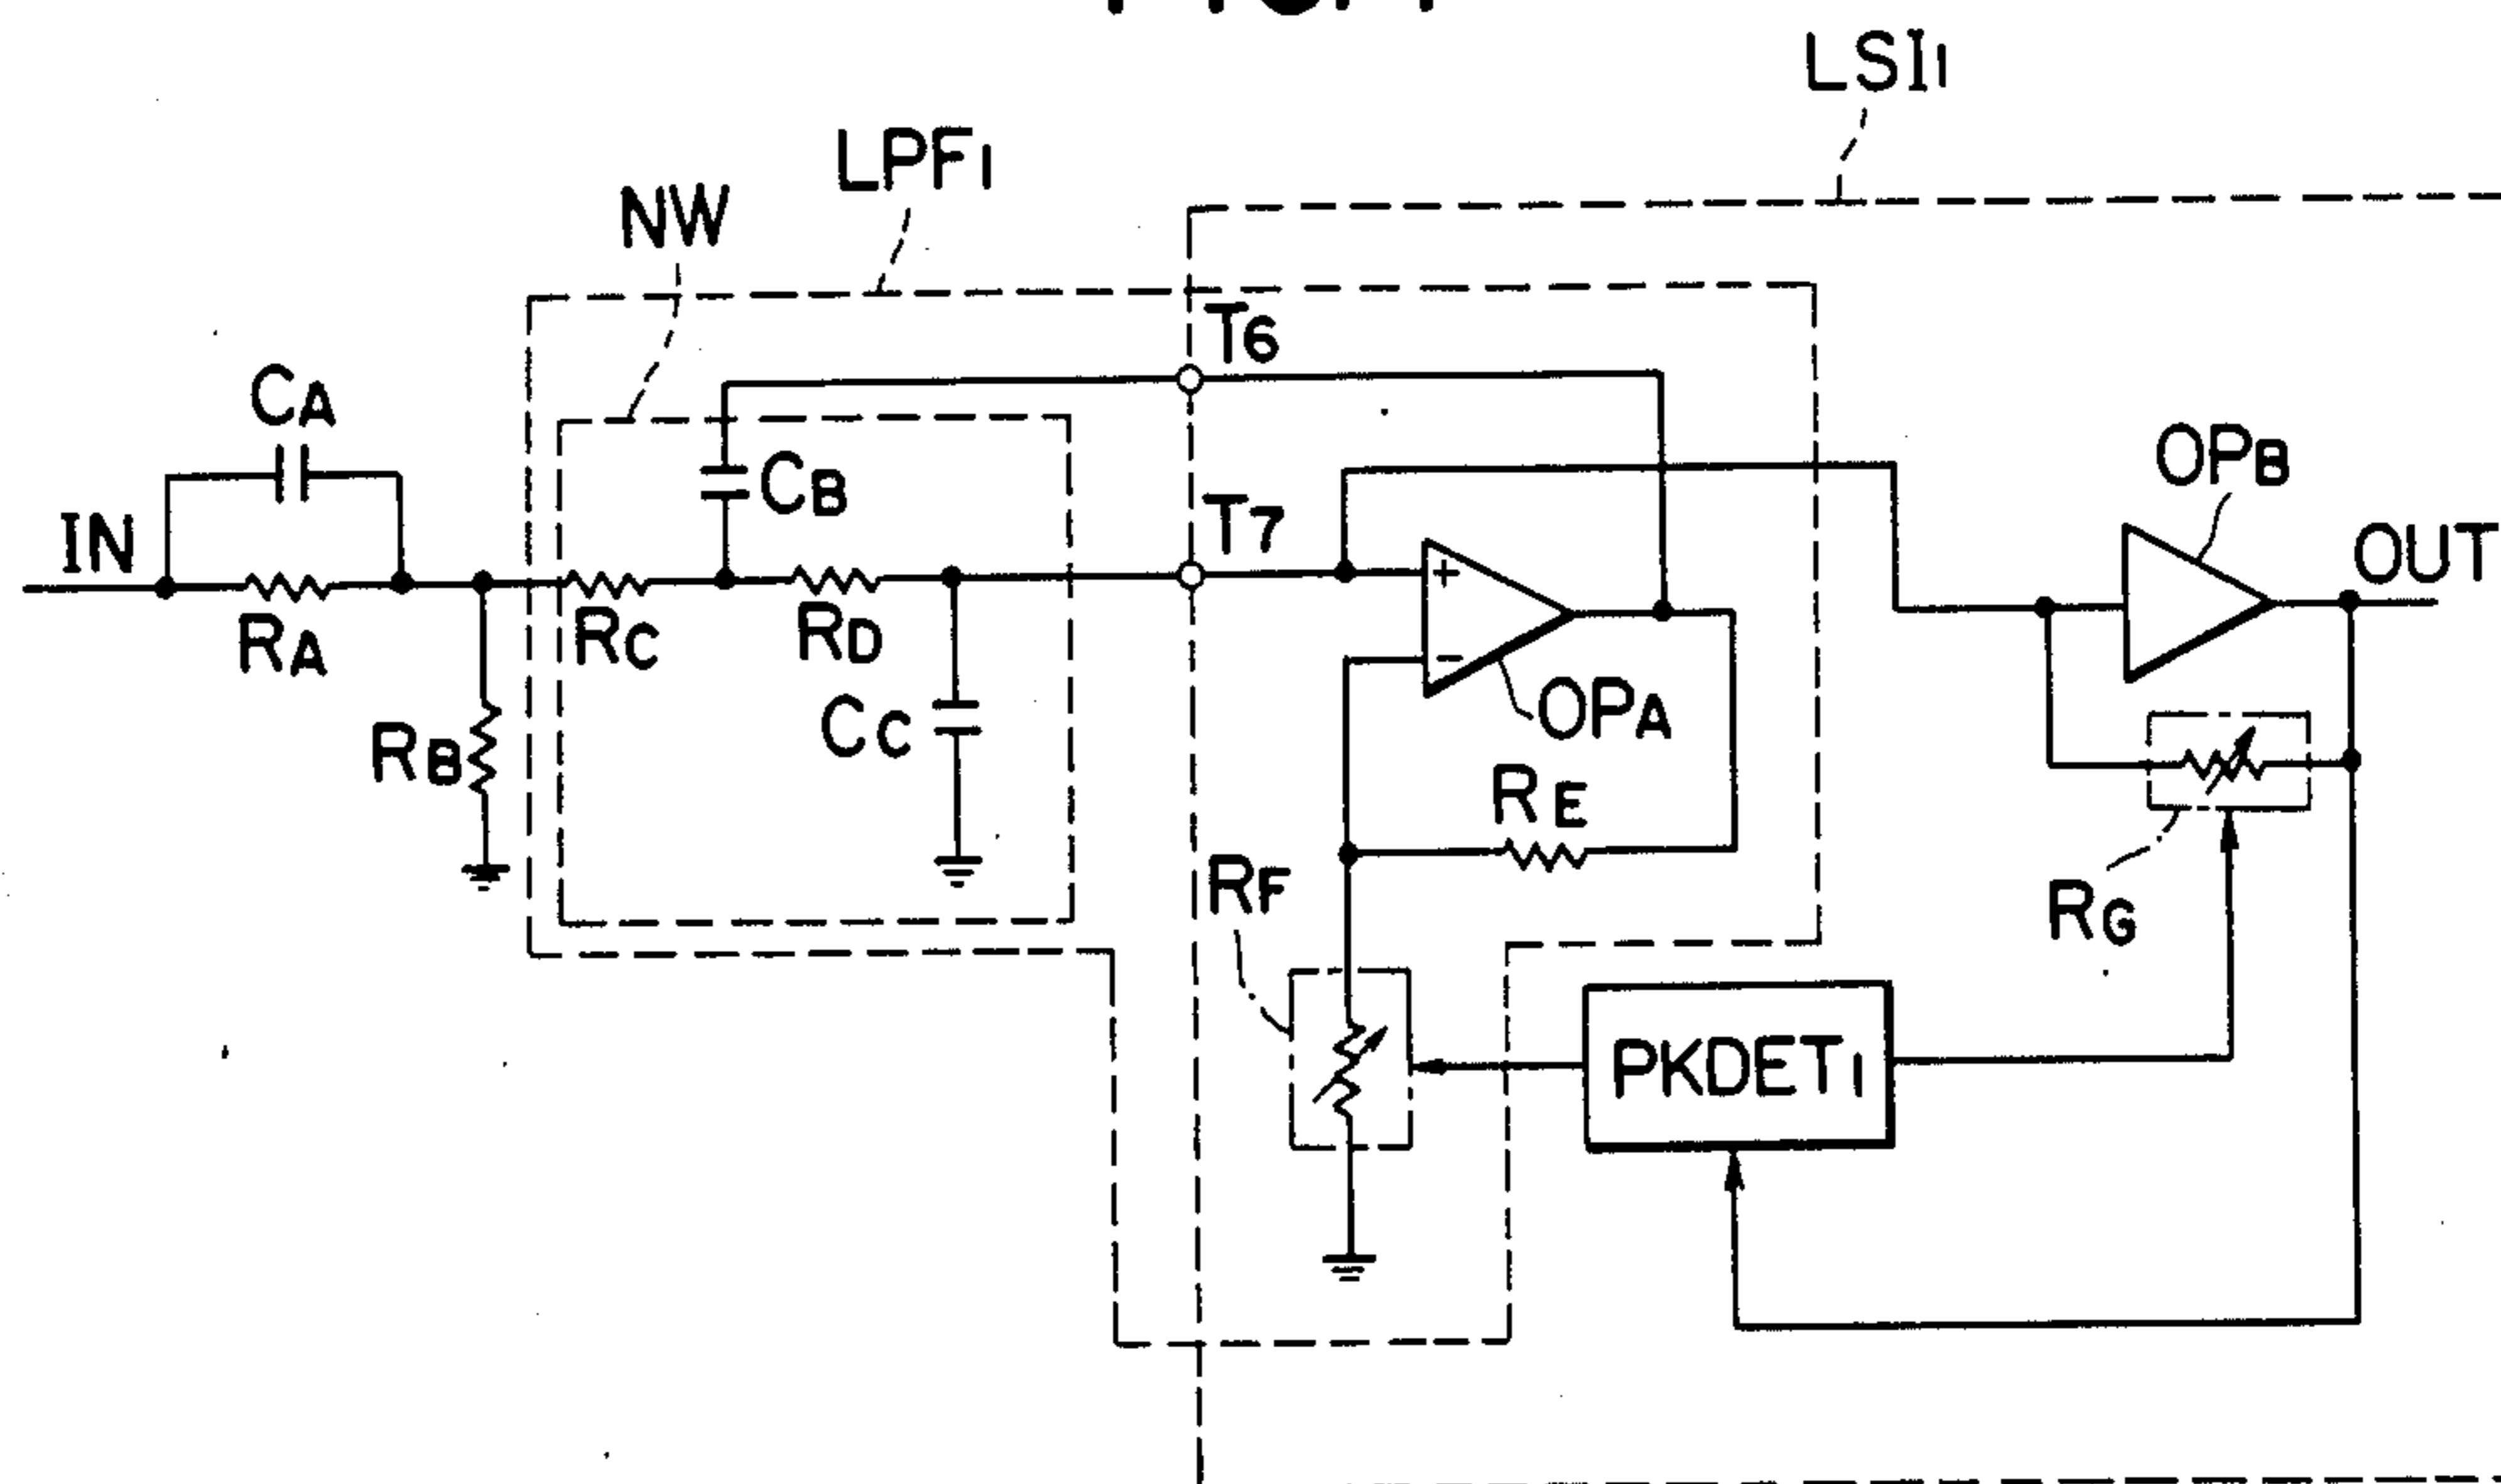 LSI1
LPF1
NW
T6
CA
OPB
CB
IN
T7
OUT
RA
RC
RD
OPA
CC
RB
RE
RF
RG
PKDET1
+
−